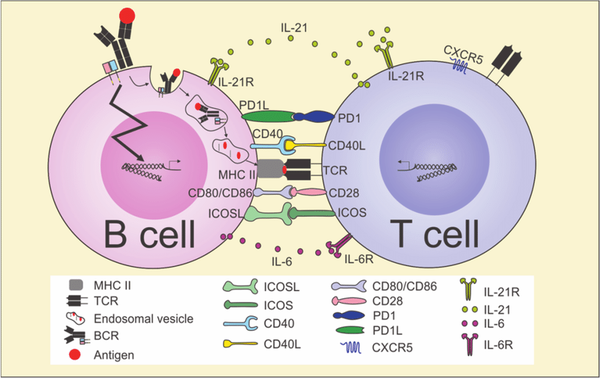 IL-21
CXCR5
IL-21R
IL-21R
PD1L
PD1
CD40
CD40L
MHC II
TCR
CD80/CD86
CD28
ICOSL
ICOS
B cell
T cell
IL-6
IL-6R
MHC II
TCR
Endosomal vesicle
BCR
Antigen
ICOSL
ICOS
CD40
CD40L
CD80/CD86
CD28
PD1
PD1L
CXCR5
IL-21R
IL-21
IL-6
IL-6R